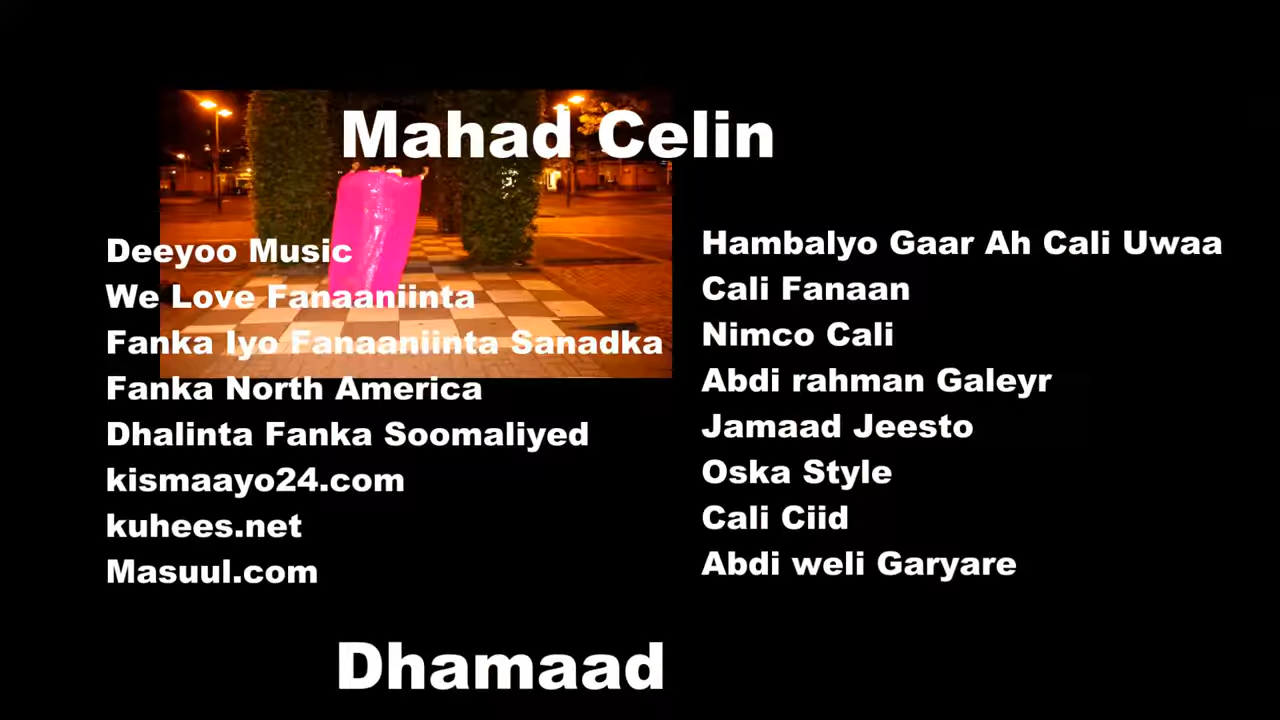 Mahad Celin
Deeyoo Music
We Love Fanaaniinta
Fanka Iyo Fanaaniinta Sanadka
Fanka North America
Dhalinta Fanka Soomaliyed
kismaayo24.com
kuhees.net
Masuul.com
Hambalyo Gaar Ah Cali Uwaa
Cali Fanaan
Nimco Cali
Abdi rahman Galeyr
Jamaad Jeesto
Oska Style
Cali Ciid
Abdi weli Garyare
Dhamaad